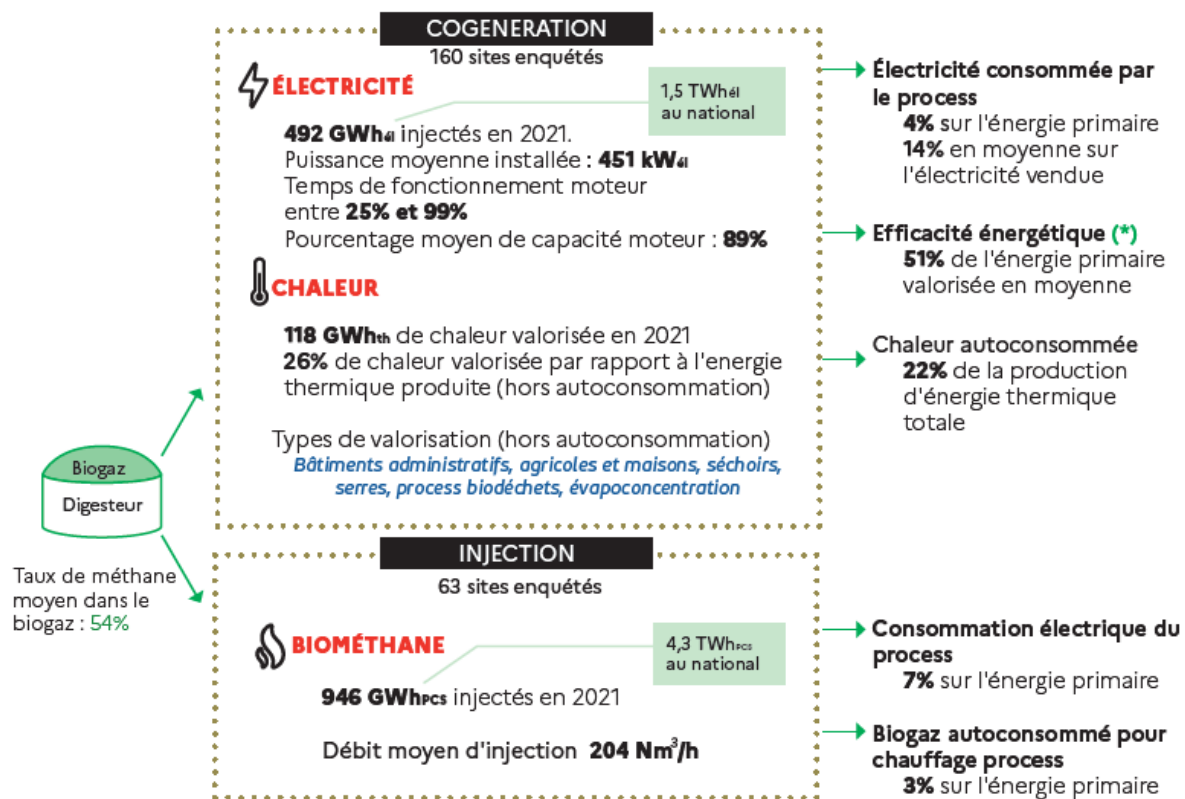 COGENERATION
160 sites enquêtés
ÉLECTRICITÉ
1,5 TWhél
au national
492 GWhél injectés en 2021.
Puissance moyenne installée : 451 kWél
Temps de fonctionnement moteur
entre 25% et 99%
Pourcentage moyen de capacité moteur : 89%
CHALEUR
118 GWhth de chaleur valorisée en 2021
26% de chaleur valorisée par rapport à l'energie
thermique produite (hors autoconsommation)
Types de valorisation (hors autoconsommation)
Bâtiments administratifs, agricoles et maisons, séchoirs,
serres, process biodéchets, évapoconcentration
Électricité consommée par
le process
4% sur l'énergie primaire
14% en moyenne sur
l'électricité vendue
Efficacité énergétique (*)
51% de l'énergie primaire
valorisée en moyenne
Chaleur autoconsommée
22% de la production
d'énergie thermique
totale
Biogaz
Digesteur
Taux de méthane
moyen dans le
biogaz : 54%
INJECTION
63 sites enquêtés
BIOMÉTHANE
4,3 TWhPCS
au national
946 GWhPCS injectés en 2021
Débit moyen d'injection 204 Nm³/h
Consommation électrique du
process
7% sur l'énergie primaire
Biogaz autoconsommé pour
chauffage process
3% sur l'énergie primaire